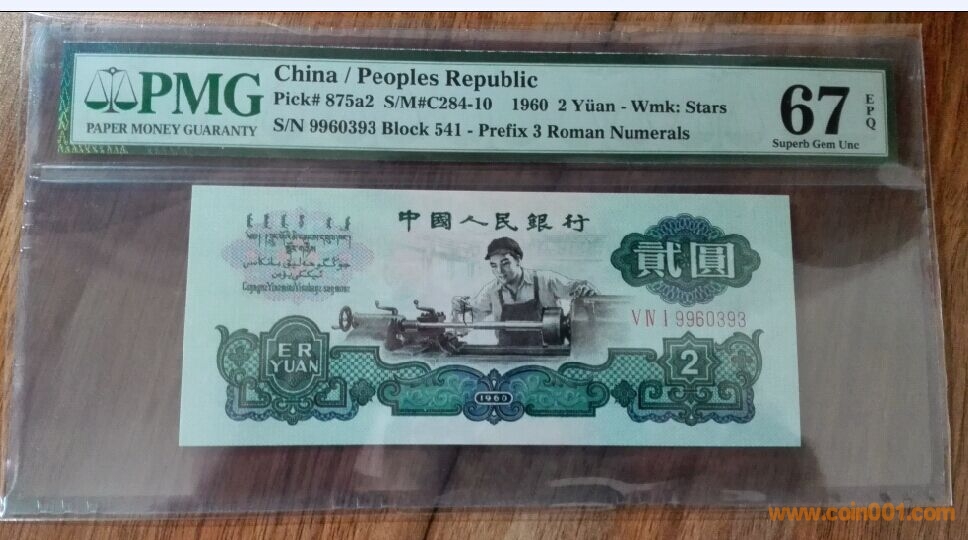 PMG
PAPER MONEY GUARANTY
China / Peoples Republic
Pick# 875a2 S/M#C284-10 1960 2 Yüan - Wmk: Stars
S/N 9960393 Block 541 - Prefix 3 Roman Numerals
67
EPQ
Superb Gem Unc
中國人民銀行
貳圓
VIV I 9960393
ER
YUAN
2
1960
www.coin001.com